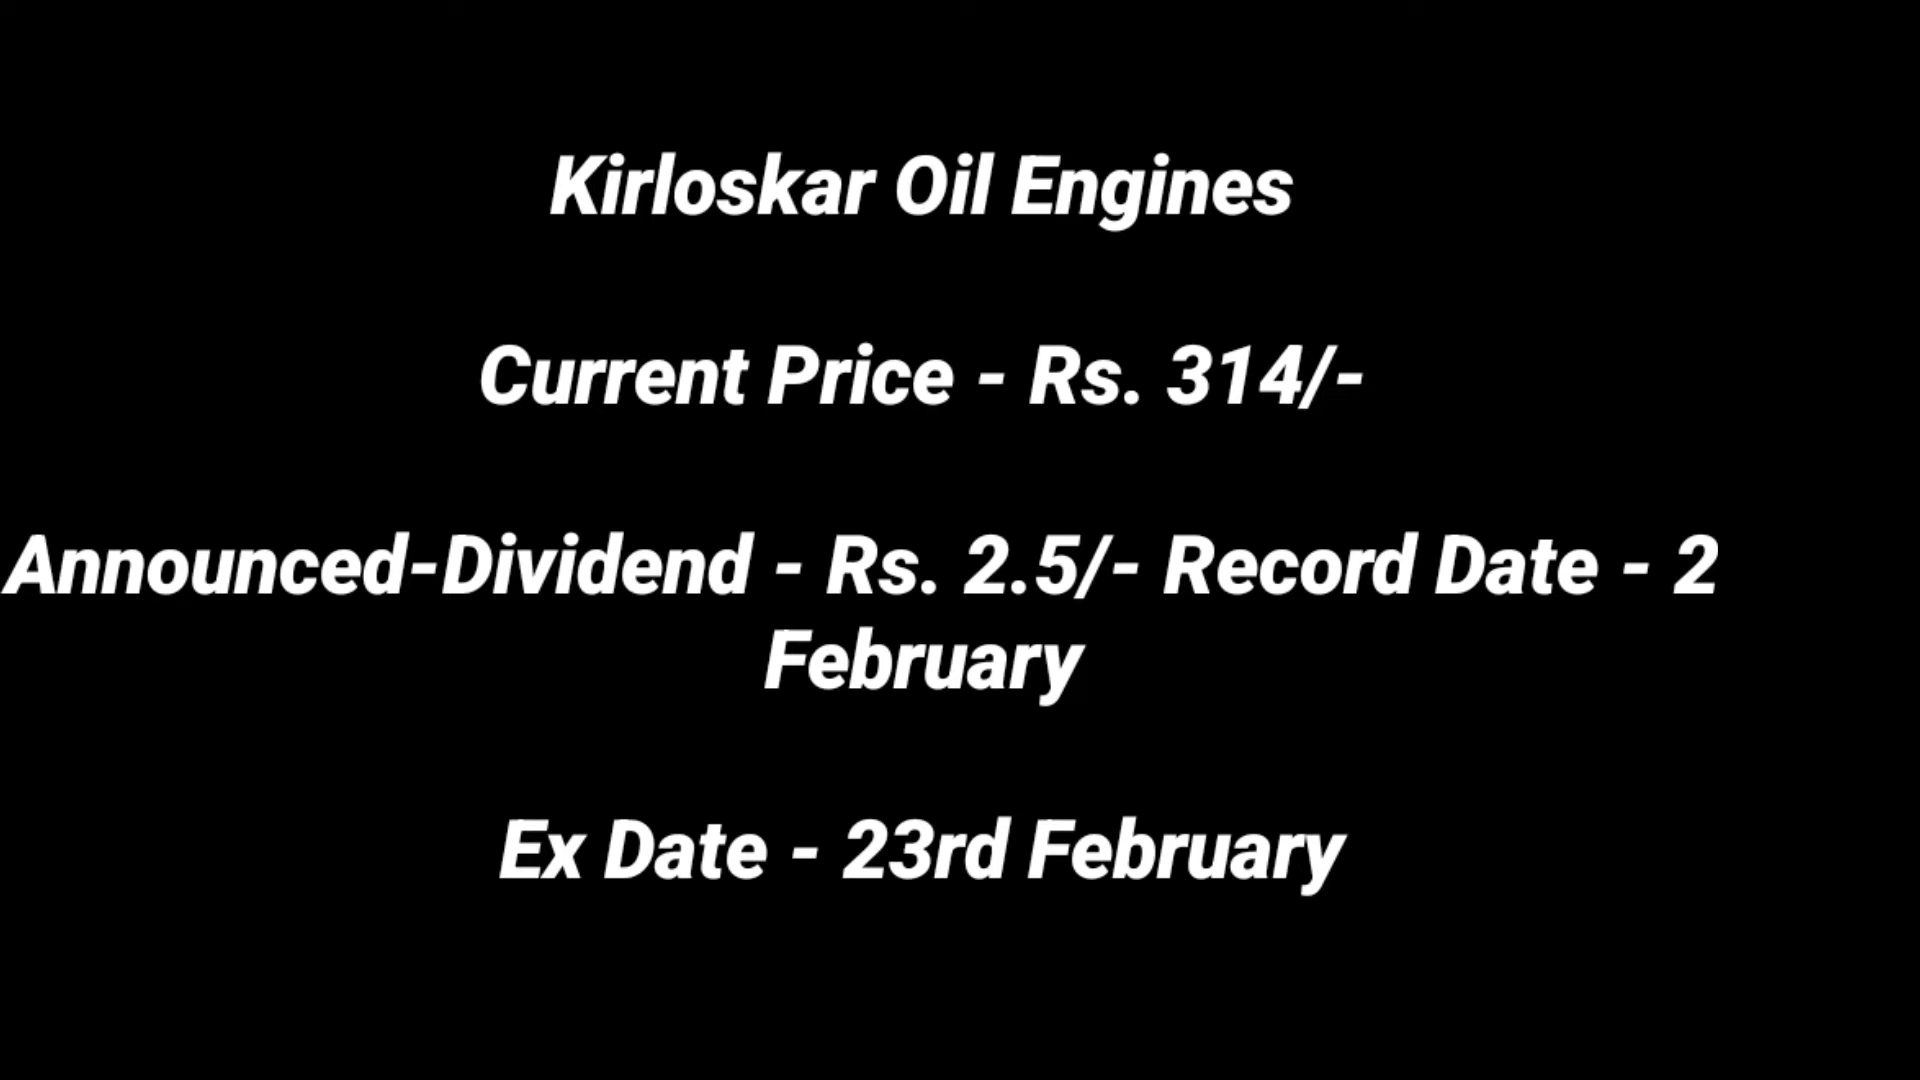 Kirloskar Oil Engines
Current Price - Rs. 314/-
Announced-Dividend - Rs. 2.5/- Record Date - 2
February
Ex Date - 23rd February